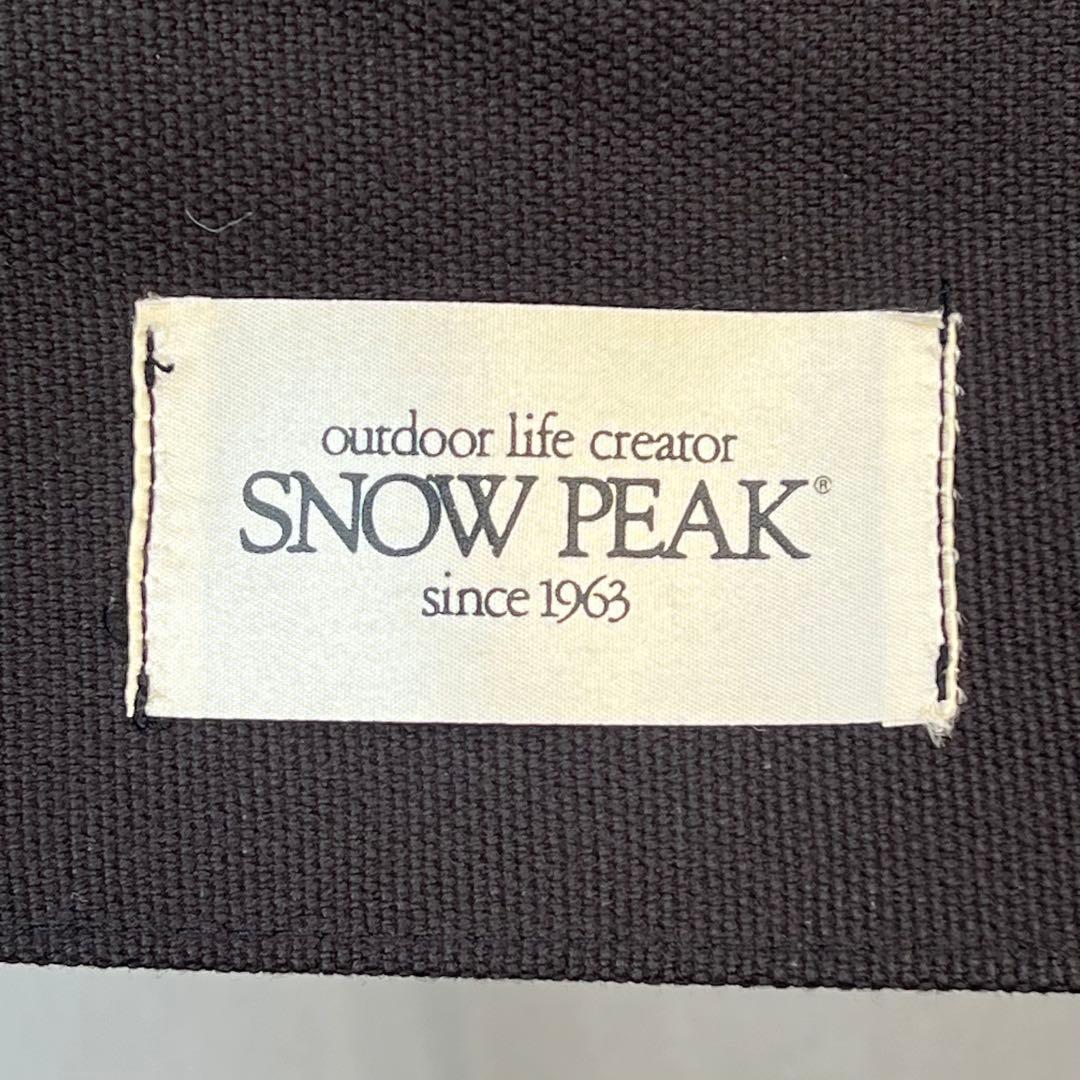 outdoor life creator
SNOW PEAK®
since 1963